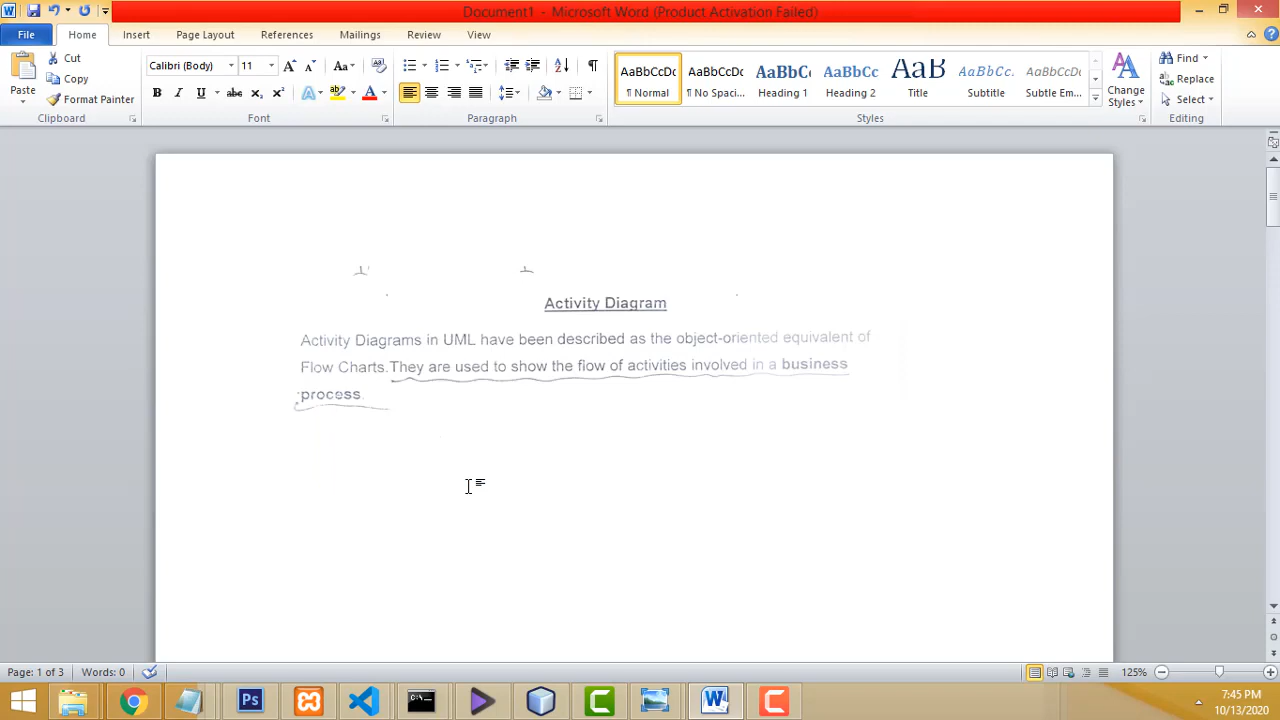 Document1 - Microsoft Word (Product Activation Failed)
File Home Insert Page Layout References Mailings Review View
Paste
Cut
Copy
Format Painter
Clipboard
Calibri (Body) 11
Font
Paragraph
AaBbCcDc AaBbCcDc AaBbC AaBbCc AaB AaBbCc. AaBbCcDc
¶ Normal ¶ No Spaci... Heading 1 Heading 2 Title Subtitle Subtle Em...
Styles
Change Styles
Find
Replace
Select
Editing
Activity Diagram
Activity Diagrams in UML have been described as the object-oriented equivalent of
Flow Charts.They are used to show the flow of activities involved in a business
process.
Page: 1 of 3 Words: 0 125%
7:45 PM
10/13/2020